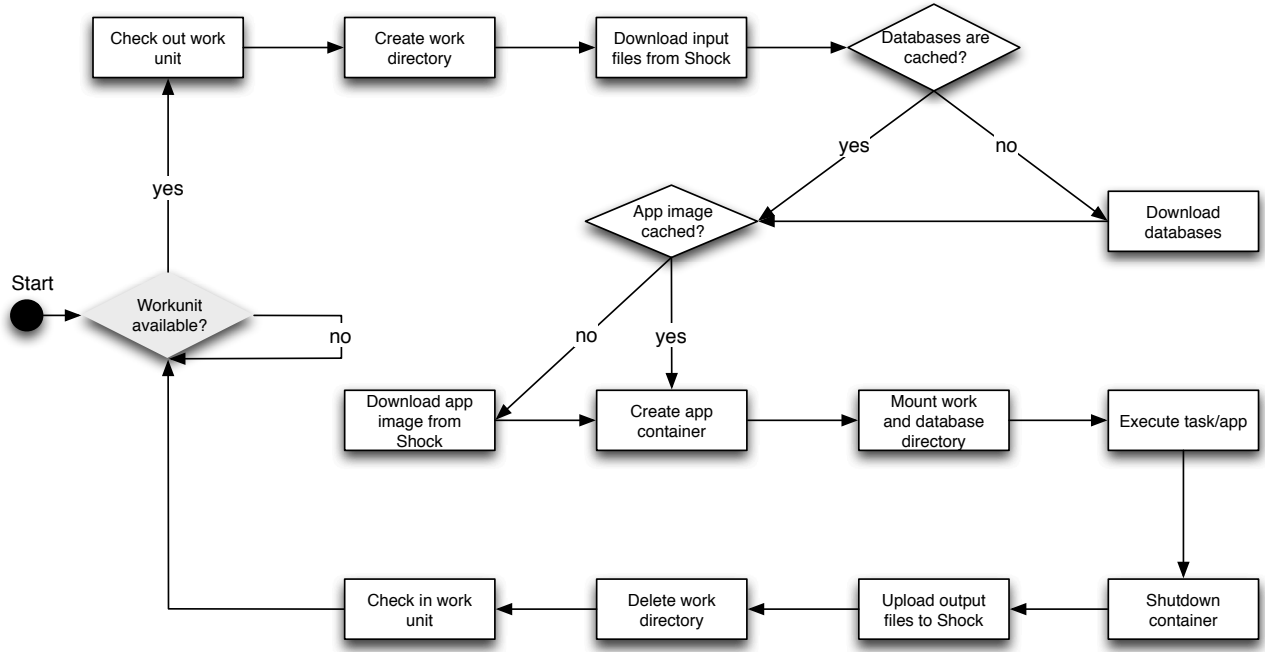 Check out work
unit
Create work
directory
Download input
files from Shock
Databases are
cached?
yes
no
yes
App image
cached?
Download
databases
Start
Workunit
available?
no
no
yes
Download app
image from
Shock
Create app
container
Mount work
and database
directory
Execute task/app
Check in work
unit
Delete work
directory
Upload output
files to Shock
Shutdown
container